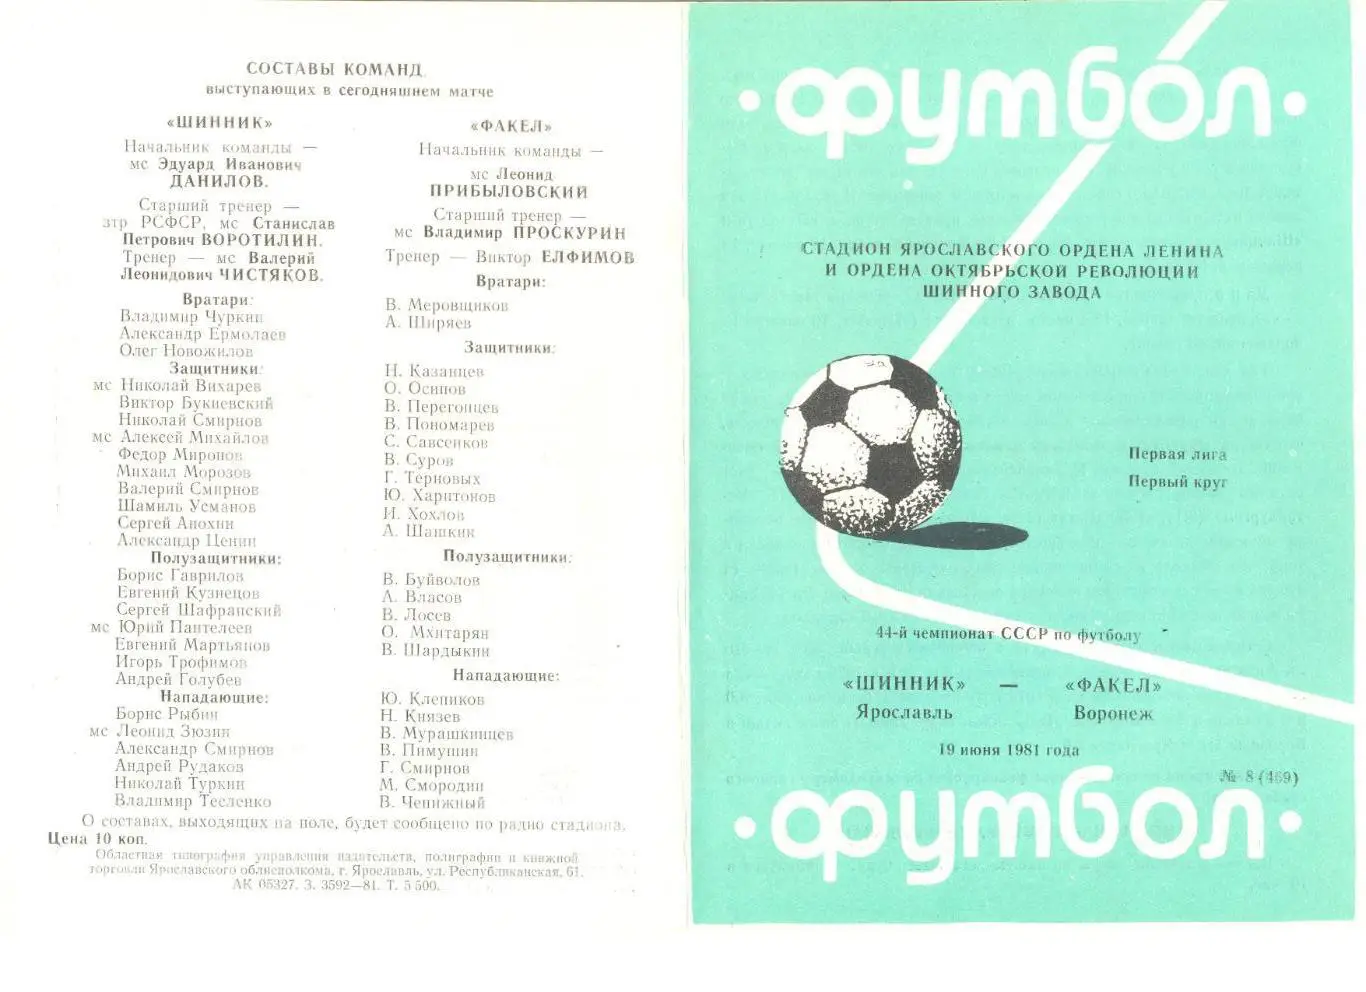 СОСТАВЫ КОМАНД,
выступающих в сегодняшнем матче
«ШИННИК»
Начальник команды —
мс Эдуард Иванович
ДАНИЛОВ.
Старший тренер —
зтр РСФСР, мс Станислав
Петрович ВОРОТИЛИН.
Тренер — мс Валерий
Леонидович ЧИСТЯКОВ.
Вратари:
Владимир Чуркин
Александр Ермолаев
Олег Новожилов
Защитники:
мс Николай Вихарев
Виктор Букиевский
Николай Смирнов
мс Алексей Михайлов
Федор Миронов
Михаил Морозов
Валерий Смирнов
Шамиль Усманов
Сергей Анохин
Александр Ценин
Полузащитники:
Борис Гаврилов
Евгений Кузнецов
Сергей Шафранский
мс Юрий Пантелеев
Евгений Мартьянов
Игорь Трофимов
Андрей Голубев
Нападающие:
Борис Рыбин
мс Леонид Зюзин
Александр Смирнов
Андрей Рудаков
Николай Туркин
Владимир Тесленко
«ФАКЕЛ»
Начальник команды —
мс Леонид
ПРИБЫЛОВСКИЙ
Старший тренер —
мс Владимир ПРОСКУРИН
Тренер — Виктор ЕЛФИМОВ
Вратари:
В. Меровщиков
А. Ширяев
Защитники:
Н. Казанцев
О. Осипов
В. Перегонцев
В. Пономарев
С. Савсенков
В. Суров
Г. Терновых
Ю. Харитонов
И. Хохлов
А. Шашкин
Полузащитники:
В. Буйволов
А. Власов
В. Лосев
О. Мхитарян
В. Шардыкин
Нападающие:
Ю. Клепиков
Н. Князев
В. Мурашкинцев
В. Пимушин
Г. Смирнов
М. Смородин
В. Ченижный
О составах, выходящих на поле, будет сообщено по радио стадиона.
Цена 10 коп.
Областная типография управления издательств, полиграфии и книжной
торговли Ярославского облисполкома, г. Ярославль, ул. Республиканская, 61.
АК 05327. З. 3592—81. Т. 5 500.
· ФУТБОЛ ·
СТАДИОН ЯРОСЛАВСКОГО ОРДЕНА ЛЕНИНА
И ОРДЕНА ОКТЯБРЬСКОЙ РЕВОЛЮЦИИ
ШИННОГО ЗАВОДА
Первая лига
Первый круг
44-й чемпионат СССР по футболу
«ШИННИК» — «ФАКЕЛ»
Ярославль Воронеж
19 июня 1981 года
№ 8 (469)
· ФУТБОЛ ·